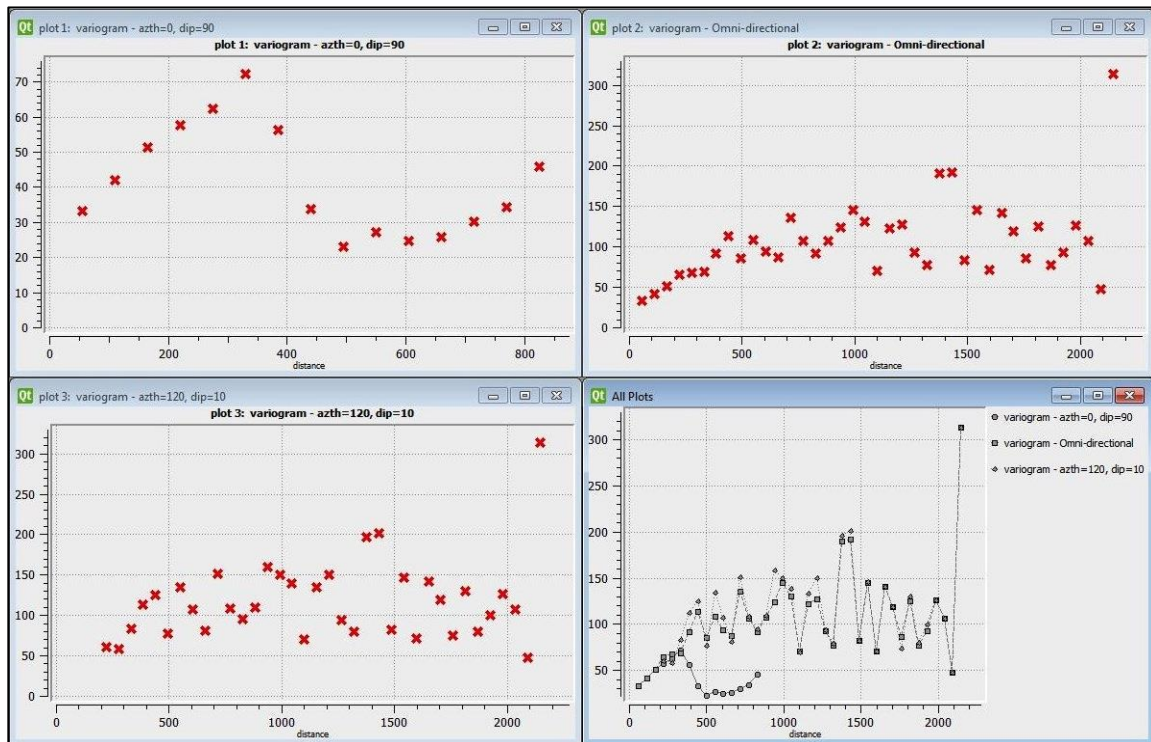 Qt plot 1: variogram - azth=0, dip=90
plot 1: variogram - azth=0, dip=90
70
60
50
40
30
20
10
0
0 200 400 600 800
distance
Qt plot 2: variogram - Omni-directional
plot 2: variogram - Omni-directional
300
250
200
150
100
50
0
0 500 1000 1500 2000
distance
Qt plot 3: variogram - azth=120, dip=10
plot 3: variogram - azth=120, dip=10
300
250
200
150
100
50
0
0 500 1000 1500 2000
distance
Qt All Plots
300
250
200
150
100
50
0 500 1000 1500 2000
distance
variogram - azth=0, dip=90
variogram - Omni-directional
variogram - azth=120, dip=10